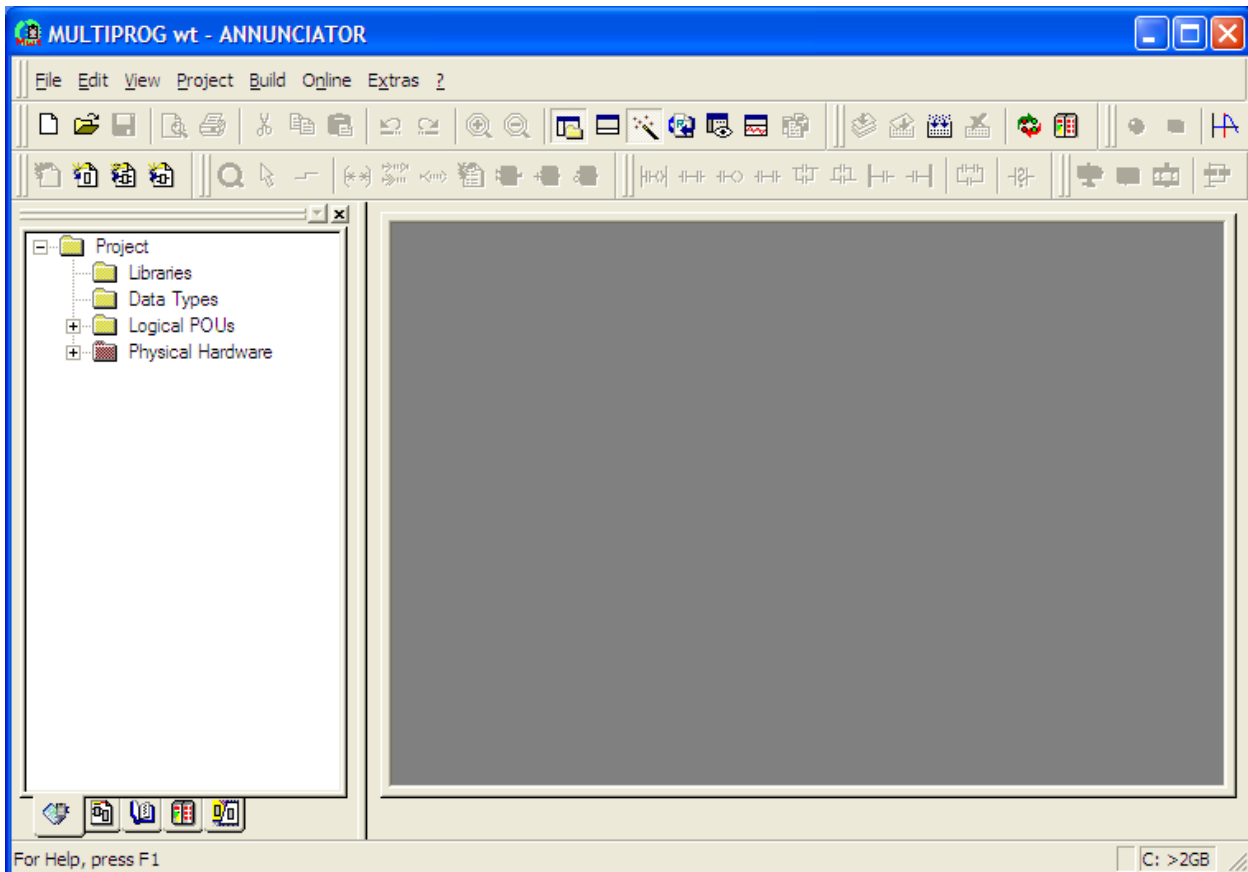 MULTIPROG wt - ANNUNCIATOR
File Edit View Project Build Online Extras ?
Project
Libraries
Data Types
Logical POUs
Physical Hardware
For Help, press F1
C: >2GB